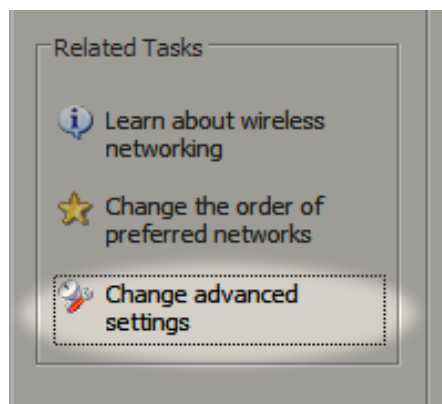 Related Tasks
Learn about wireless
networking
Change the order of
preferred networks
Change advanced
settings